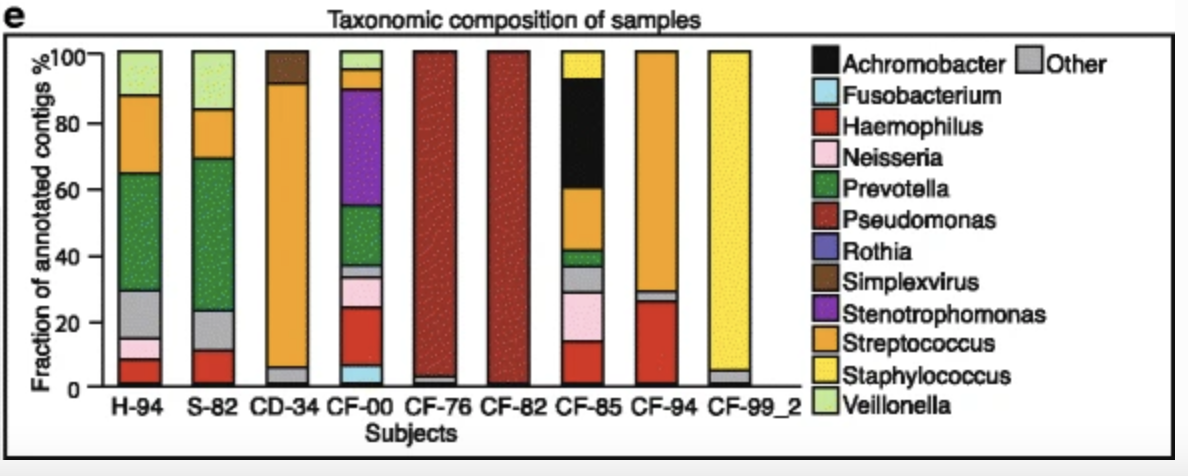 e
Taxonomic composition of samples
Fraction of annotated contigs %
100
80
60
40
20
0
H-94 S-82 CD-34 CF-00 CF-76 CF-82 CF-85 CF-94 CF-99_2
Subjects
Achromobacter Other
Fusobacterium
Haemophilus
Neisseria
Prevotella
Pseudomonas
Rothia
Simplexvirus
Stenotrophomonas
Streptococcus
Staphylococcus
Veillonella